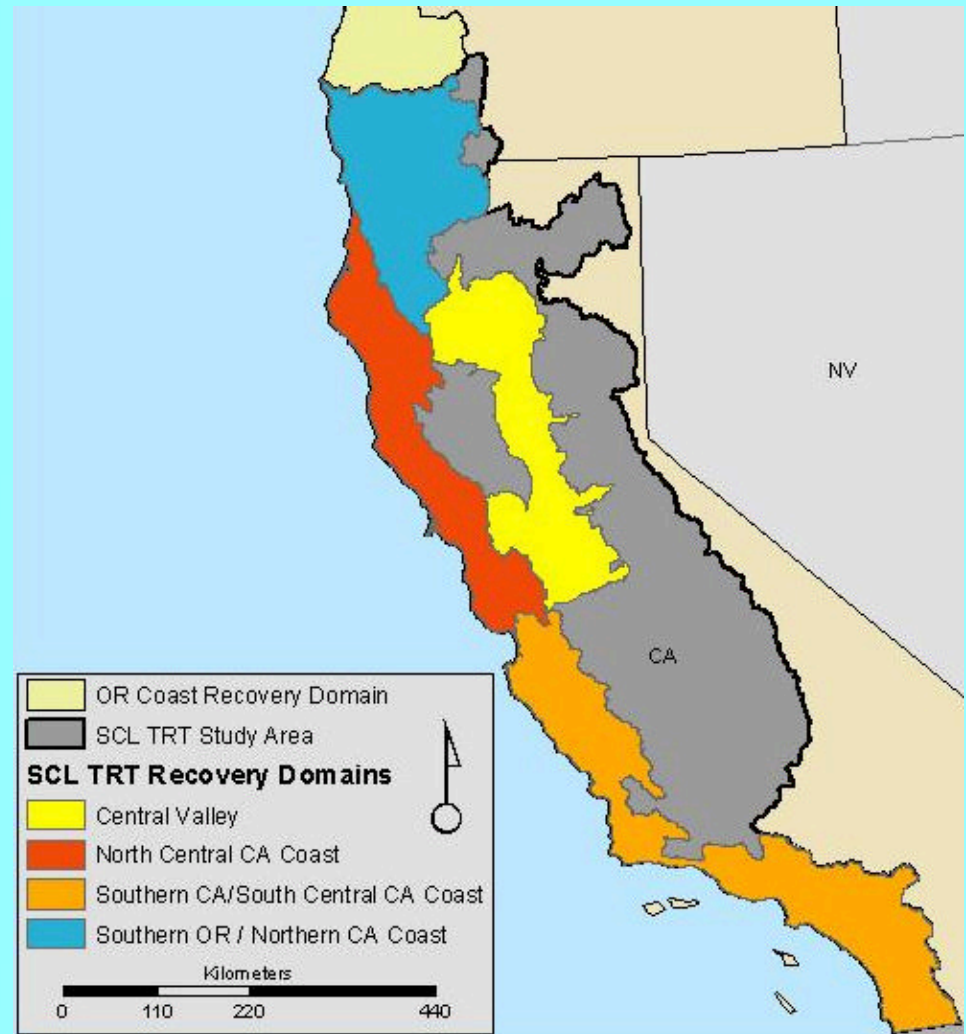 NV
CA
OR Coast Recovery Domain
SCL TRT Study Area
SCL TRT Recovery Domains
Central Valley
North Central CA Coast
Southern CA/South Central CA Coast
Southern OR / Northern CA Coast
Kilometers
0 110 220 440